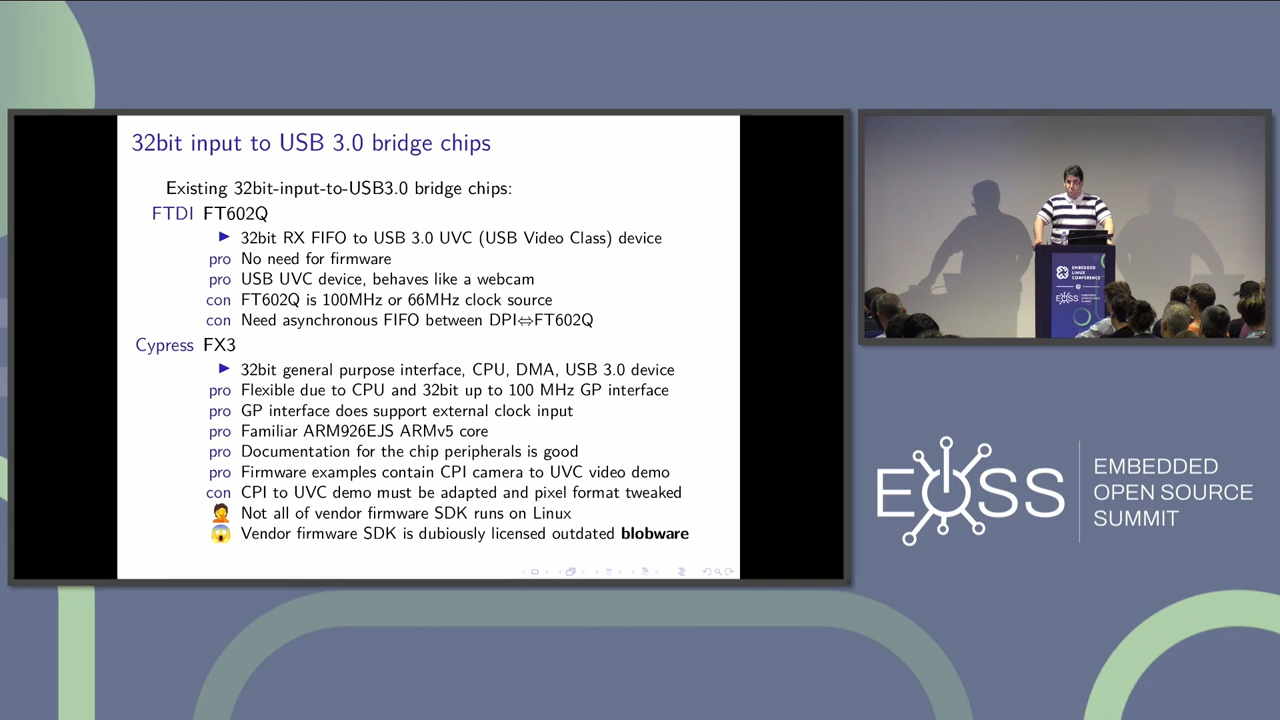 32bit input to USB 3.0 bridge chips
Existing 32bit-input-to-USB3.0 bridge chips:
FTDI FT602Q
▶ 32bit RX FIFO to USB 3.0 UVC (USB Video Class) device
pro No need for firmware
pro USB UVC device, behaves like a webcam
con FT602Q is 100MHz or 66MHz clock source
con Need asynchronous FIFO between DPI⇔FT602Q
Cypress FX3
▶ 32bit general purpose interface, CPU, DMA, USB 3.0 device
pro Flexible due to CPU and 32bit up to 100 MHz GP interface
pro GP interface does support external clock input
pro Familiar ARM926EJS ARMv5 core
pro Documentation for the chip peripherals is good
pro Firmware examples contain CPI camera to UVC video demo
con CPI to UVC demo must be adapted and pixel format tweaked
🤦 Not all of vendor firmware SDK runs on Linux
😱 Vendor firmware SDK is dubiously licensed outdated blobware
EMBEDDED
LINUX
CONFERENCE
EOSS
EOSS
EMBEDDED
OPEN SOURCE
SUMMIT